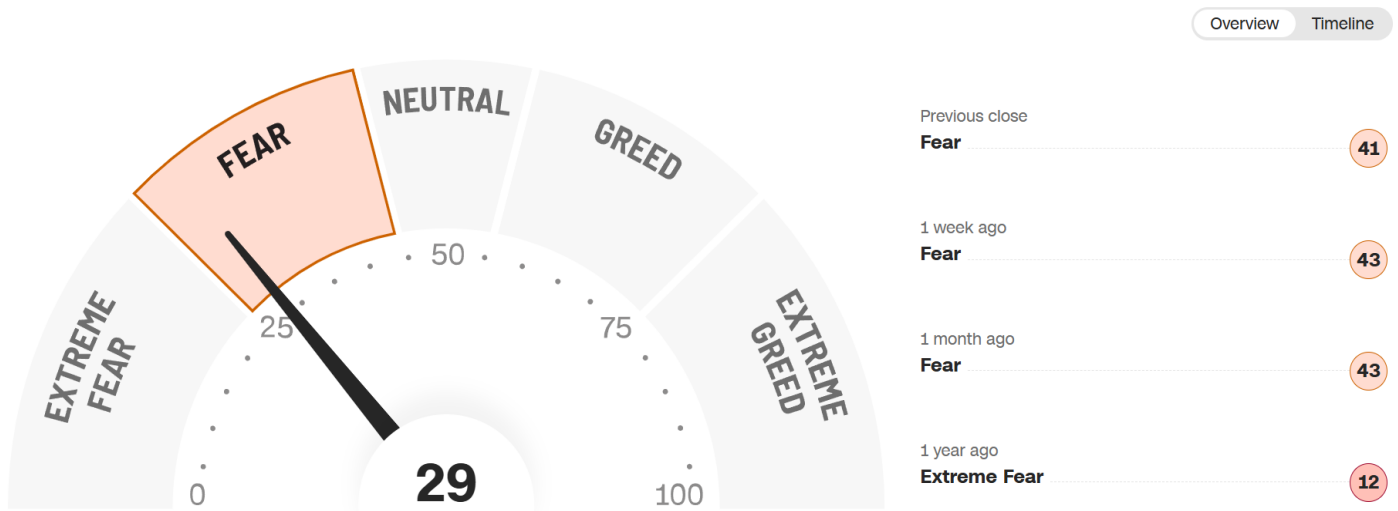 Overview
Timeline
EXTREME
FEAR
FEAR
NEUTRAL
GREED
EXTREME
GREED
0
25
50
75
100
29
Previous close
Fear
41
1 week ago
Fear
43
1 month ago
Fear
43
1 year ago
Extreme Fear
12